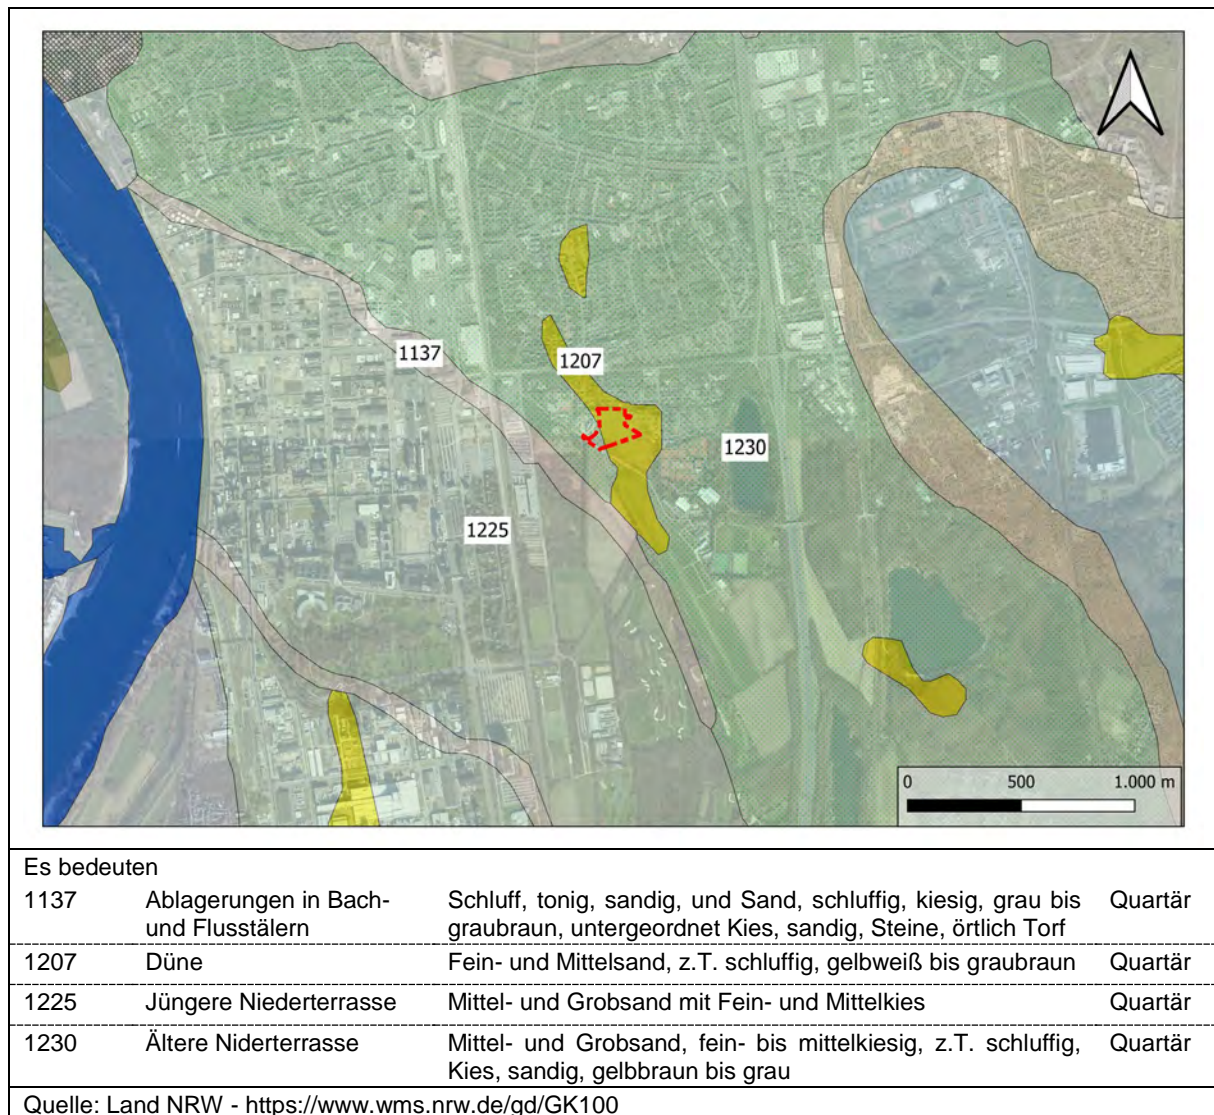 1137
1207
1230
1225
0 500 1.000 m
Es bedeuten
1137 Ablagerungen in Bach- Schluff, tonig, sandig, und Sand, schluffig, kiesig, grau bis Quartär
und Flusstälern graubraun, untergeordnet Kies, sandig, Steine, örtlich Torf
1207 Düne Fein- und Mittelsand, z.T. schluffig, gelbweiß bis graubraun Quartär
1225 Jüngere Niederterrasse Mittel- und Grobsand mit Fein- und Mittelkies Quartär
1230 Ältere Niderterrasse Mittel- und Grobsand, fein- bis mittelkiesig, z.T. schluffig, Quartär
Kies, sandig, gelbbraun bis grau
Quelle: Land NRW - https://www.wms.nrw.de/gd/GK100